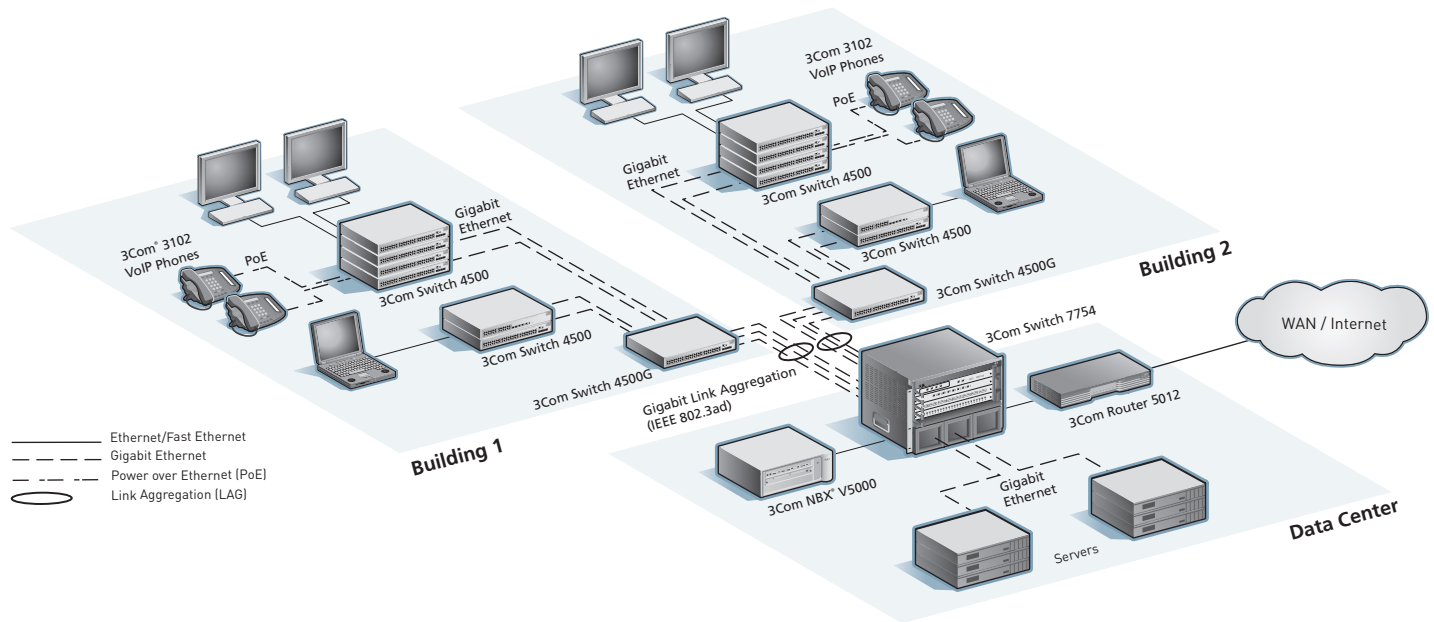 3Com® 3102
VoIP Phones
PoE
Gigabit
Ethernet
3Com Switch 4500
3Com Switch 4500
3Com Switch 4500G
Building 1
3Com 3102
VoIP Phones
PoE
Gigabit
Ethernet
3Com Switch 4500
3Com Switch 4500
3Com Switch 4500G
Building 2
Gigabit Link Aggregation
(IEEE 802.3ad)
3Com Switch 7754
WAN / Internet
3Com Router 5012
3Com NBX® V5000
Gigabit
Ethernet
Servers
Data Center
Ethernet/Fast Ethernet
Gigabit Ethernet
Power over Ethernet (PoE)
Link Aggregation (LAG)